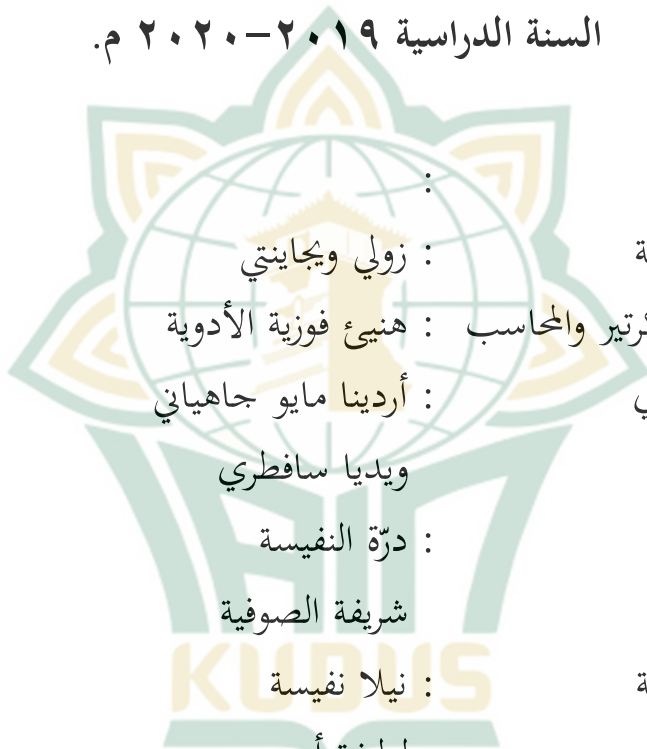 السنة الدراسية ٢٠١٩-٢٠٢٠ م.
:
: زولي ويجاينتي
والمحاسب : هنيئ فوزية الأدوية
: أردينا مايو جاهياني
ويديا سافطري
: درّة النفيسة
شريفة الصوفية
: نيلا نفيسة
KUDUS